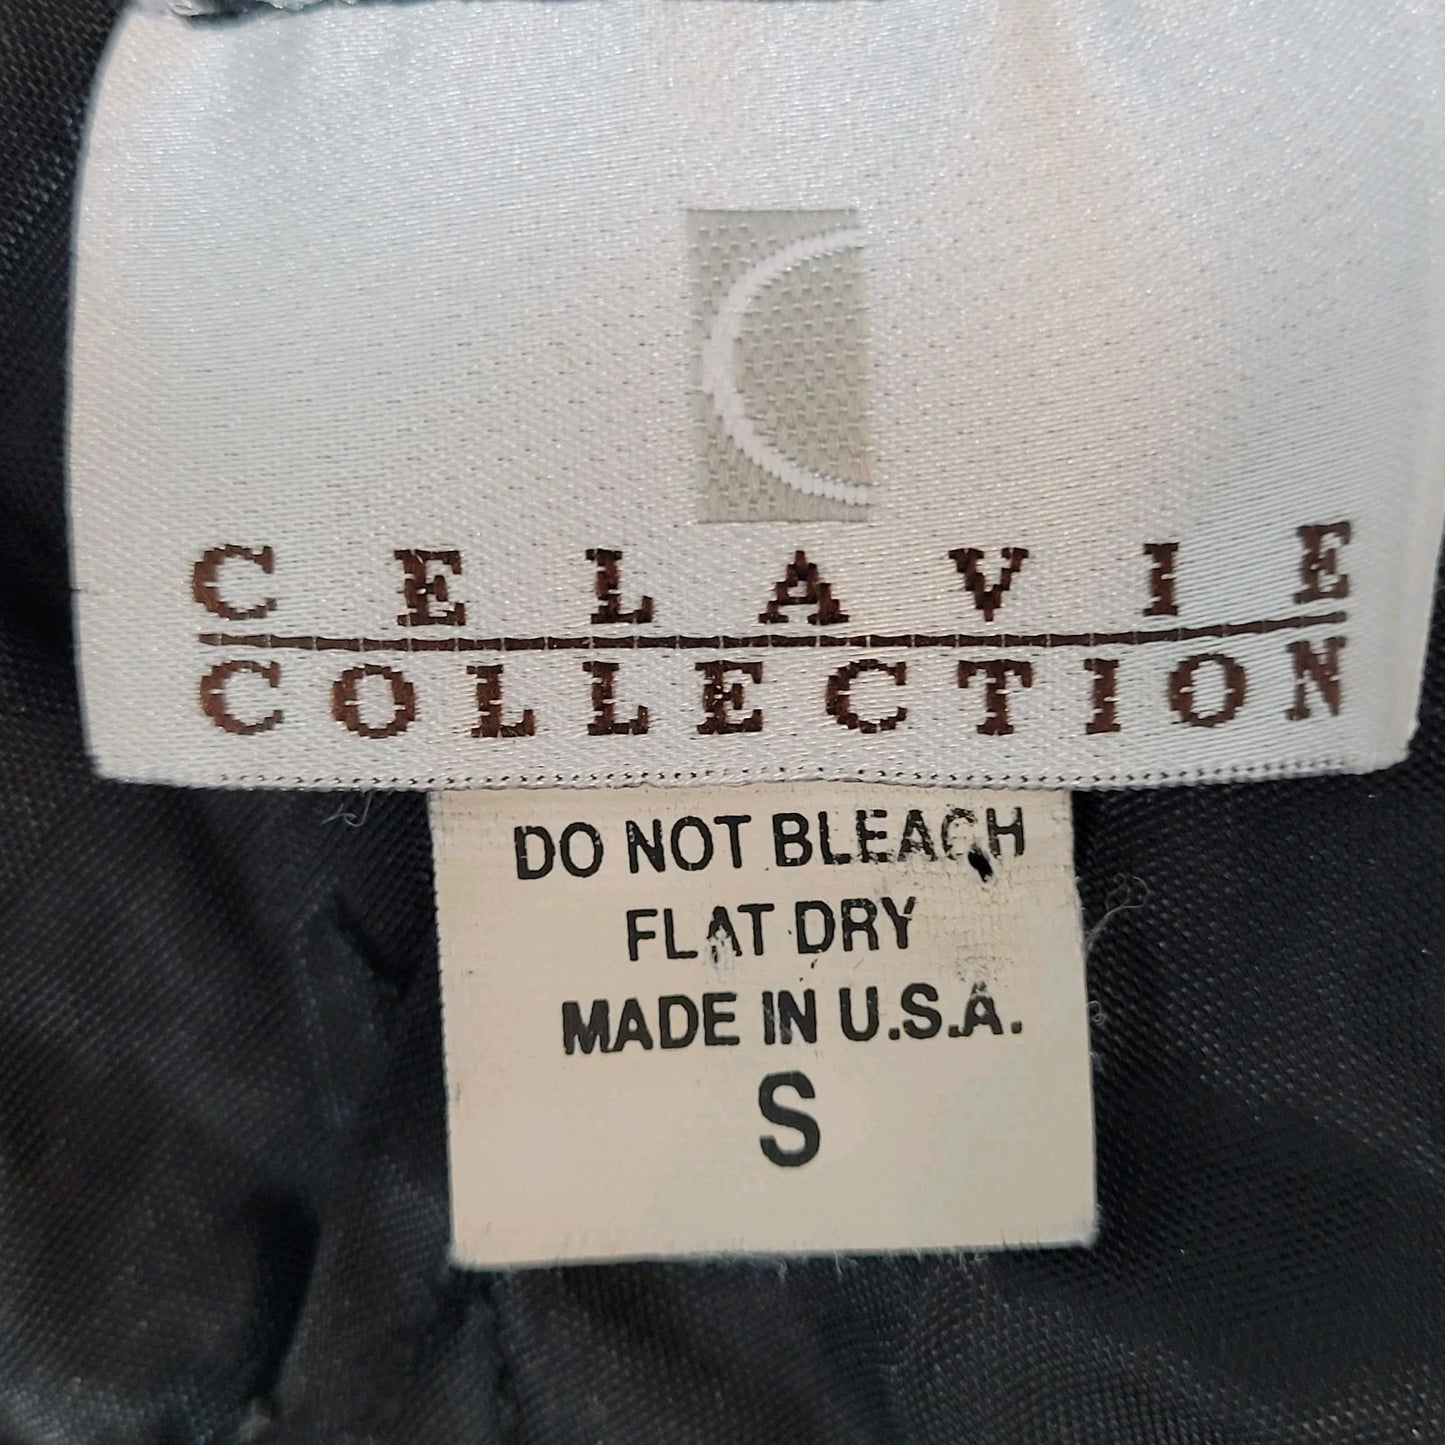 CELAVIE
COLLECTION
DO NOT BLEACH
FLAT DRY
MADE IN U.S.A.
S